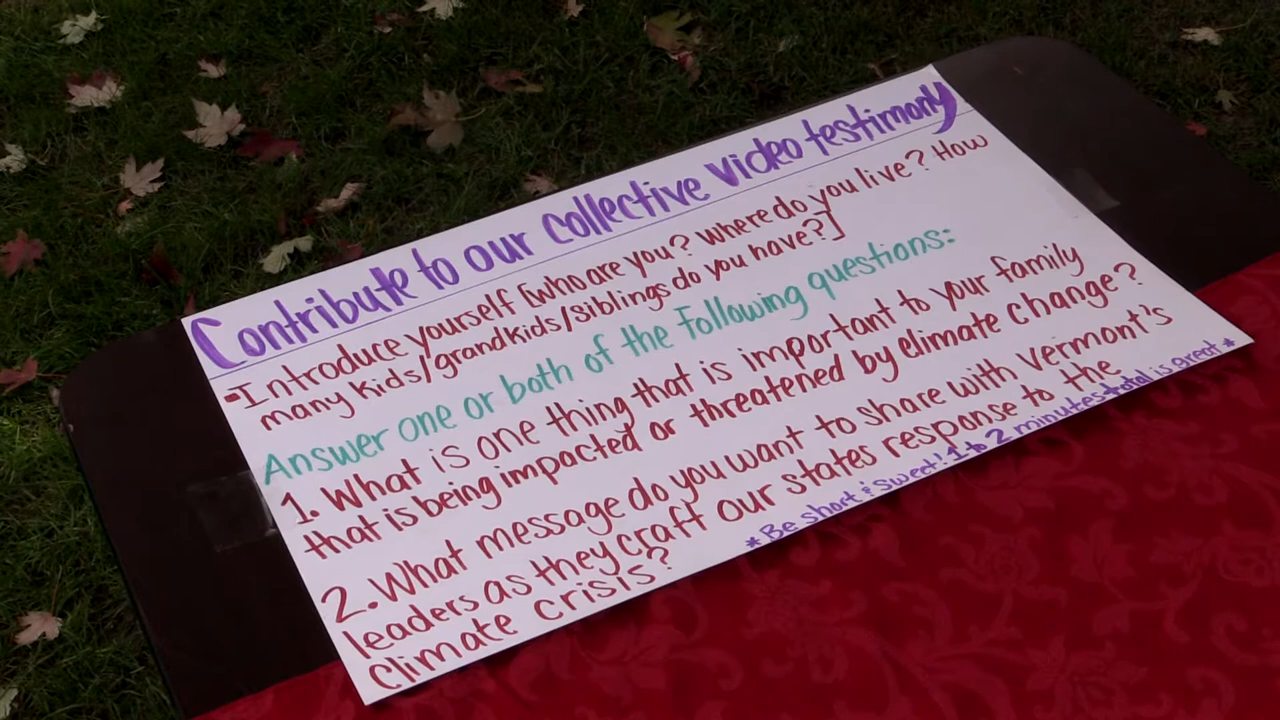 Contribute to our collective video testimony
• Introduce yourself [who are you? Where do you live? How
many kids/grandkids/siblings do you have?]
Answer one or both of the following questions:
1. What is one thing that is important to your family
that is being impacted or threatened by climate change?
2. What message do you want to share with Vermont's
leaders as they craft our states response to the
climate crisis?
* Be short & sweet! 1 to 2 minutes total is great *